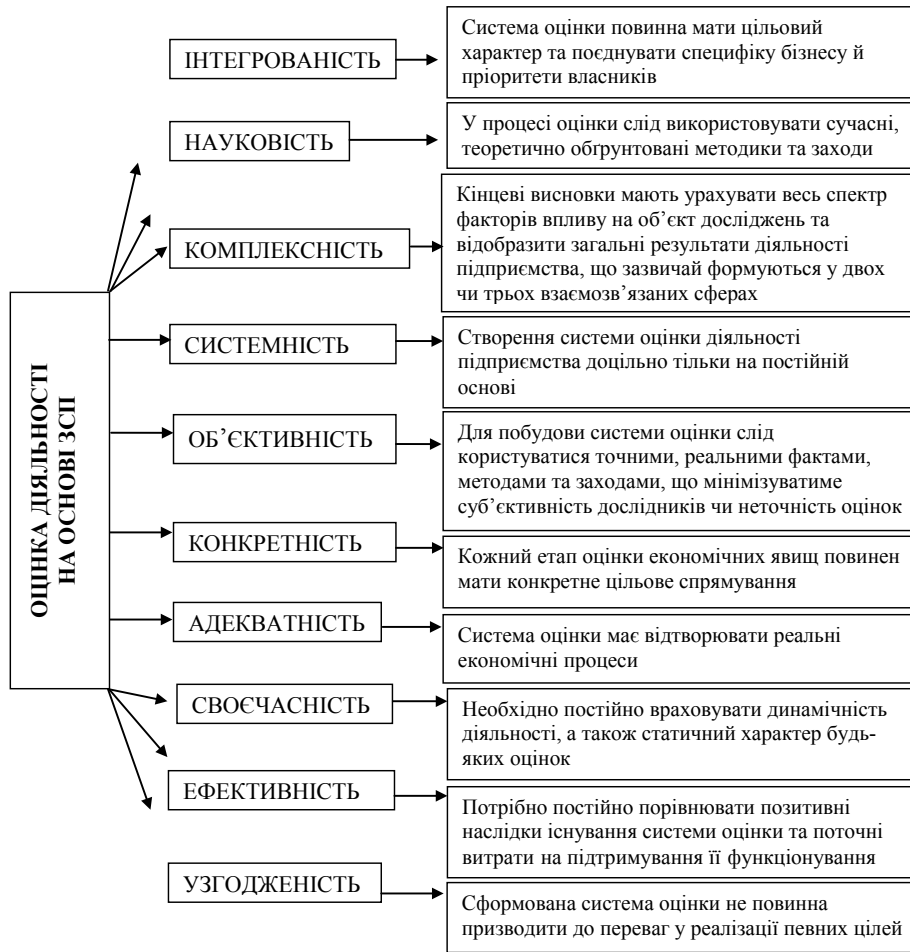 ОЦІНКА ДІЯЛЬНОСТІ
НА ОСНОВІ ЗСП
ІНТЕГРОВАНІСТЬ
Система оцінки повинна мати цільовий
характер та поєднувати специфіку бізнесу й
пріоритети власників
НАУКОВІСТЬ
У процесі оцінки слід використовувати сучасні,
теоретично обґрунтовані методики та заходи
КОМПЛЕКСНІСТЬ
Кінцеві висновки мають урахувати весь спектр
факторів впливу на об’єкт досліджень та
відобразити загальні результати діяльності
підприємства, що зазвичай формуються у двох
чи трьох взаємозв’язаних сферах
СИСТЕМНІСТЬ
Створення системи оцінки діяльності
підприємства доцільно тільки на постійній
основі
ОБ’ЄКТИВНІСТЬ
Для побудови системи оцінки слід
користуватися точними, реальними фактами,
методами та заходами, що мінімізуватиме
суб’єктивність дослідників чи неточність оцінок
КОНКРЕТНІСТЬ
Кожний етап оцінки економічних явищ повинен
мати конкретне цільове спрямування
АДЕКВАТНІСТЬ
Система оцінки має відтворювати реальні
економічні процеси
СВОЄЧАСНІСТЬ
Необхідно постійно враховувати динамічність
діяльності, а також статичний характер будь-
яких оцінок
ЕФЕКТИВНІСТЬ
Потрібно постійно порівнювати позитивні
наслідки існування системи оцінки та поточні
витрати на підтримування її функціонування
УЗГОДЖЕНІСТЬ
Сформована система оцінки не повинна
призводити до переваг у реалізації певних цілей